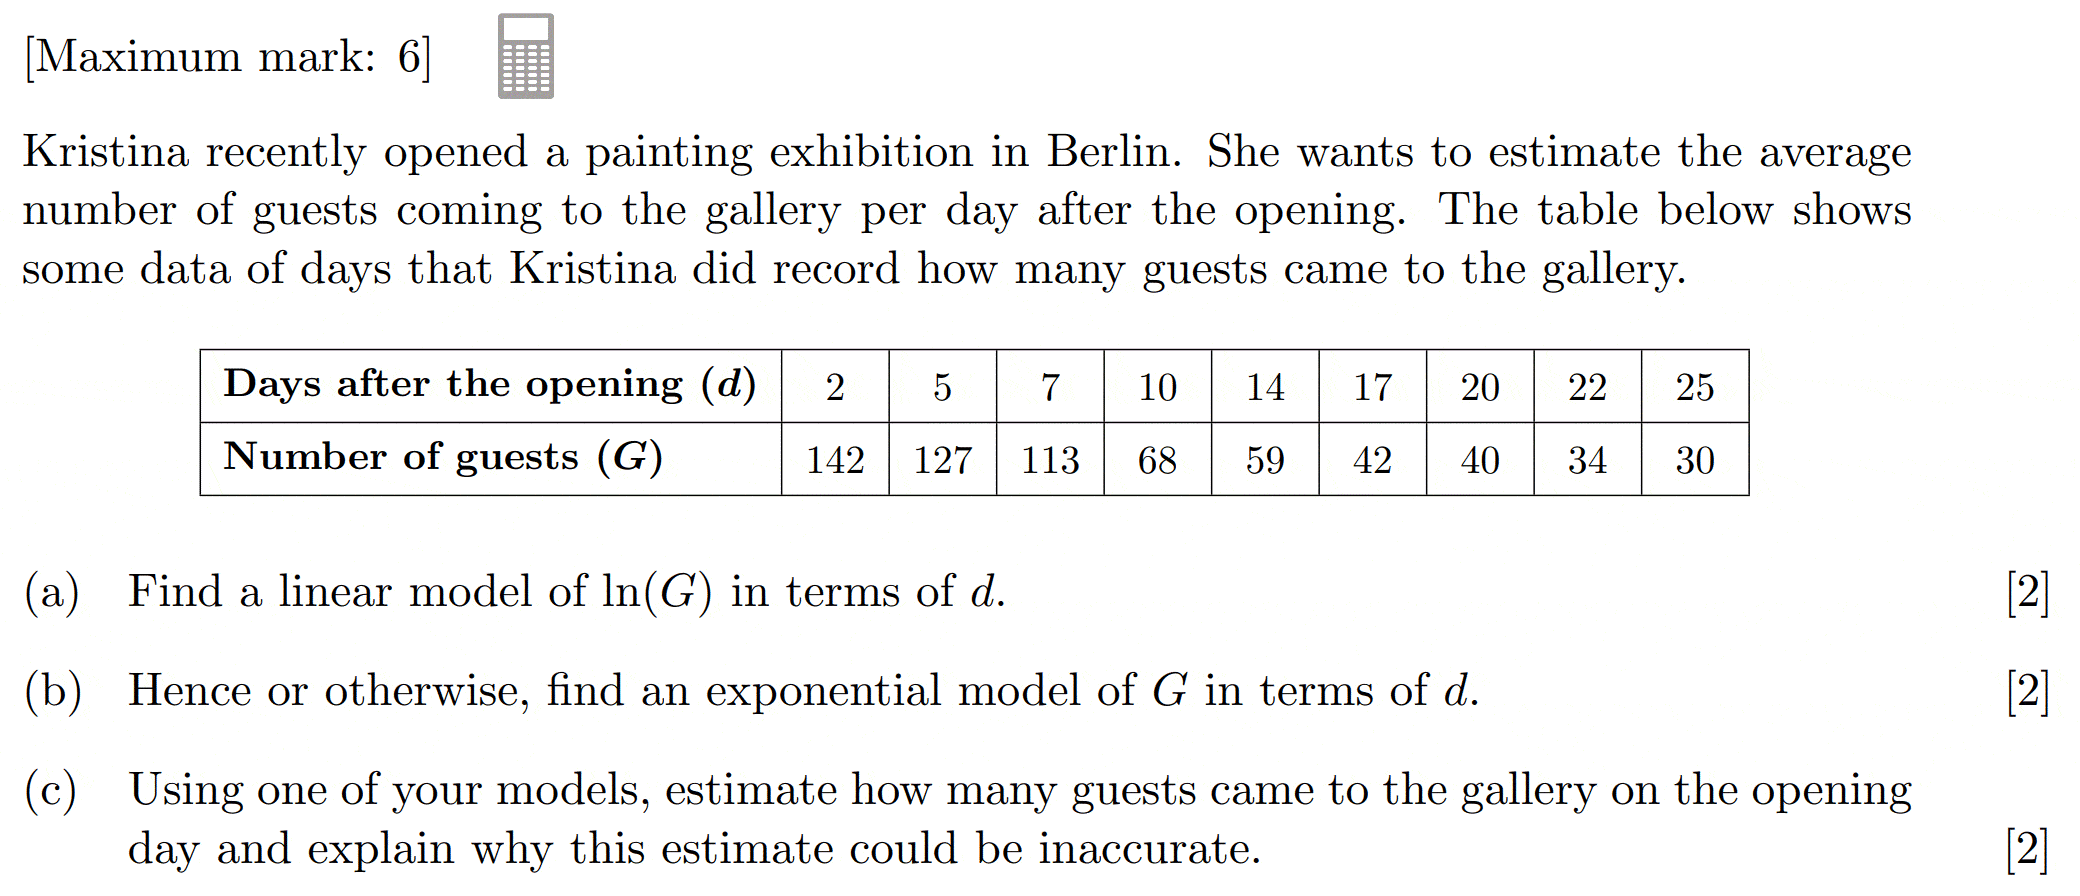 [Maximum mark: 6]
Kristina recently opened a painting exhibition in Berlin. She wants to estimate the average
number of guests coming to the gallery per day after the opening. The table below shows
some data of days that Kristina did record how many guests came to the gallery.
Days after the opening (d) 2 5 7 10 14 17 20 22 25
Number of guests (G) 142 127 113 68 59 42 40 34 30
(a) Find a linear model of ln(G) in terms of d. [2]
(b) Hence or otherwise, find an exponential model of G in terms of d. [2]
(c) Using one of your models, estimate how many guests came to the gallery on the opening
day and explain why this estimate could be inaccurate. [2]